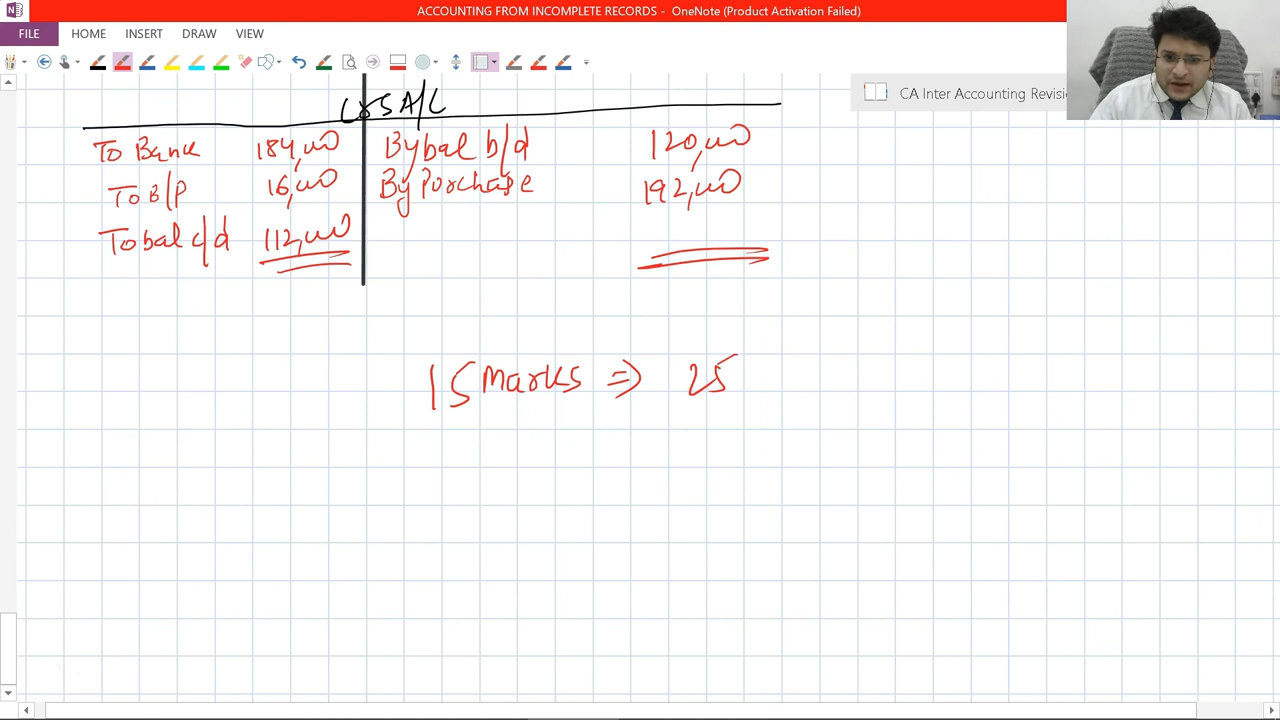 ACCOUNTING FROM INCOMPLETE RECORDS - OneNote (Product Activation Failed)
FILE HOME INSERT DRAW VIEW
CA Inter Accounting Revisi
A/C
To Bank 184,000 By bal b/d 120,000
To B/P 16,000 By Purchase 192,000
To bal c/d 112,000
15 Marks ⇒ 25